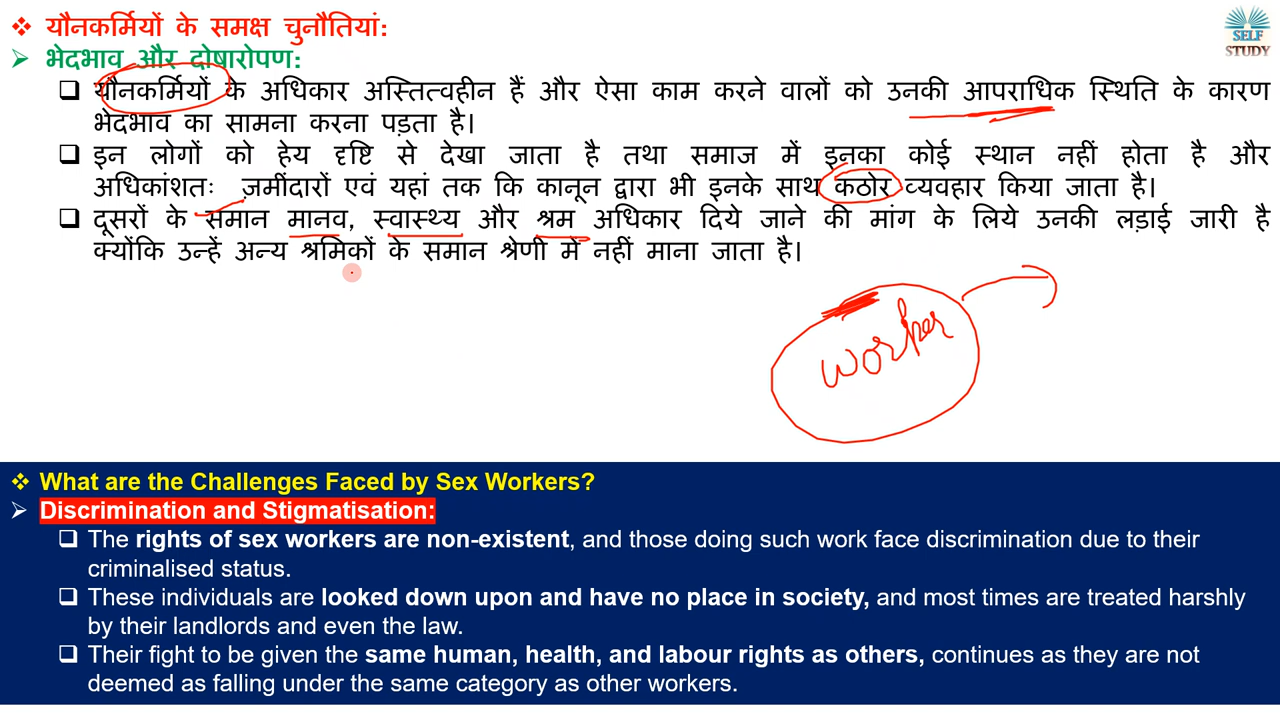 ❖ यौनकर्मियों के समक्ष चुनौतियां:
SELF
STUDY
➢ भेदभाव और दोषारोपण:
❑ यौनकर्मियों के अधिकार अस्तित्वहीन हैं और ऐसा काम करने वालों को उनकी आपराधिक स्थिति के कारण
भेदभाव का सामना करना पड़ता है।
❑ इन लोगों को हेय दृष्टि से देखा जाता है तथा समाज में इनका कोई स्थान नहीं होता है और
अधिकांशतः ज़मींदारों एवं यहां तक कि कानून द्वारा भी इनके साथ कठोर व्यवहार किया जाता है।
❑ दूसरों के समान मानव, स्वास्थ्य और श्रम अधिकार दिये जाने की मांग के लिये उनकी लड़ाई जारी है
क्योंकि उन्हें अन्य श्रमिकों के समान श्रेणी में नहीं माना जाता है।
worker
❖ What are the Challenges Faced by Sex Workers?
➢ Discrimination and Stigmatisation:
❑ The rights of sex workers are non-existent, and those doing such work face discrimination due to their
criminalised status.
❑ These individuals are looked down upon and have no place in society, and most times are treated harshly
by their landlords and even the law.
❑ Their fight to be given the same human, health, and labour rights as others, continues as they are not
deemed as falling under the same category as other workers.